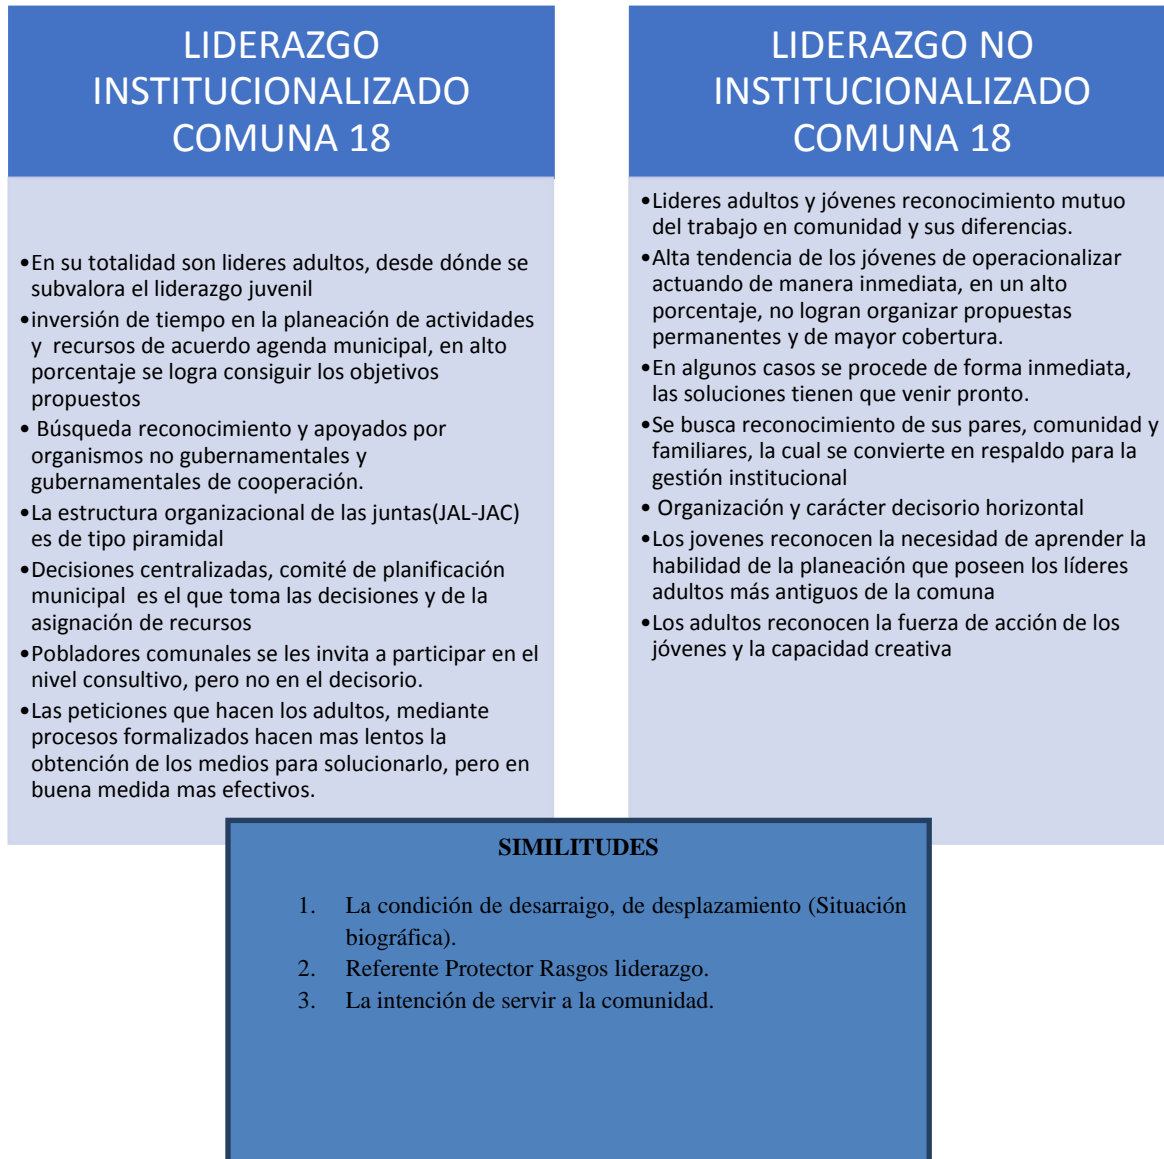 LIDERAZGO
INSTITUCIONALIZADO
COMUNA 18
•En su totalidad son lideres adultos, desde dónde se
subvalora el liderazgo juvenil
•inversión de tiempo en la planeación de actividades
y recursos de acuerdo agenda municipal, en alto
porcentaje se logra consiguir los objetivos
propuestos
• Búsqueda reconocimiento y apoyados por
organismos no gubernamentales y
gubernamentales de cooperación.
•La estructura organizacional de las juntas(JAL-JAC)
es de tipo piramidal
•Decisiones centralizadas, comité de planificación
municipal es el que toma las decisiones y de la
asignación de recursos
•Pobladores comunales se les invita a participar en el
nivel consultivo, pero no en el decisorio.
•Las peticiones que hacen los adultos, mediante
procesos formalizados hacen mas lentos la
obtención de los medios para solucionarlo, pero en
buena medida mas efectivos.
LIDERAZGO NO
INSTITUCIONALIZADO
COMUNA 18
•Lideres adultos y jóvenes reconocimiento mutuo
del trabajo en comunidad y sus diferencias.
•Alta tendencia de los jóvenes de operacionalizar
actuando de manera inmediata, en un alto
porcentaje, no logran organizar propuestas
permanentes y de mayor cobertura.
•En algunos casos se procede de forma inmediata,
las soluciones tienen que venir pronto.
•Se busca reconocimiento de sus pares, comunidad y
familiares, la cual se convierte en respaldo para la
gestión institucional
• Organización y carácter decisorio horizontal
•Los jovenes reconocen la necesidad de aprender la
habilidad de la planeación que poseen los líderes
adultos más antiguos de la comuna
•Los adultos reconocen la fuerza de acción de los
jóvenes y la capacidad creativa
SIMILITUDES
1. La condición de desarraigo, de desplazamiento (Situación
biográfica).
2. Referente Protector Rasgos liderazgo.
3. La intención de servir a la comunidad.